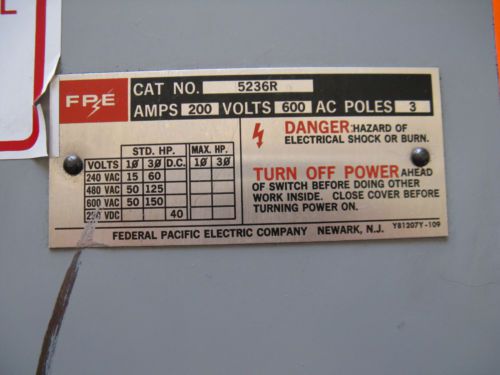 L
FPE
CAT NO. 5236R
AMPS 200 VOLTS 600 AC POLES 3
DANGER: HAZARD OF
ELECTRICAL SHOCK OR BURN.
TURN OFF POWER AHEAD
OF SWITCH BEFORE DOING OTHER
WORK INSIDE. CLOSE COVER BEFORE
TURNING POWER ON.
STD. HP. MAX. HP.
VOLTS 1Ø 3Ø D.C. 1Ø 3Ø
240 VAC 15 60
480 VAC 50 125
600 VAC 50 150
250 VDC 40
FEDERAL PACIFIC ELECTRIC COMPANY NEWARK, N.J. Y81207Y-109